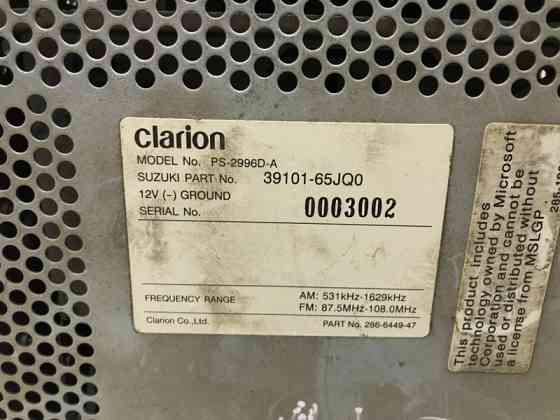 clarion
MODEL No. PS-2996D-A
SUZUKI PART No. 39101-65JQ0
12V (-) GROUND
SERIAL No. 0003002
FREQUENCY RANGE AM: 531kHz-1629kHz
FM: 87.5MHz-108.0MHz
Clarion Co.,Ltd. PART No. 286-6449-47
This product includes
technology owned by Microsoft
Corporation and cannot be
used or distributed without
a license from MSLGP.